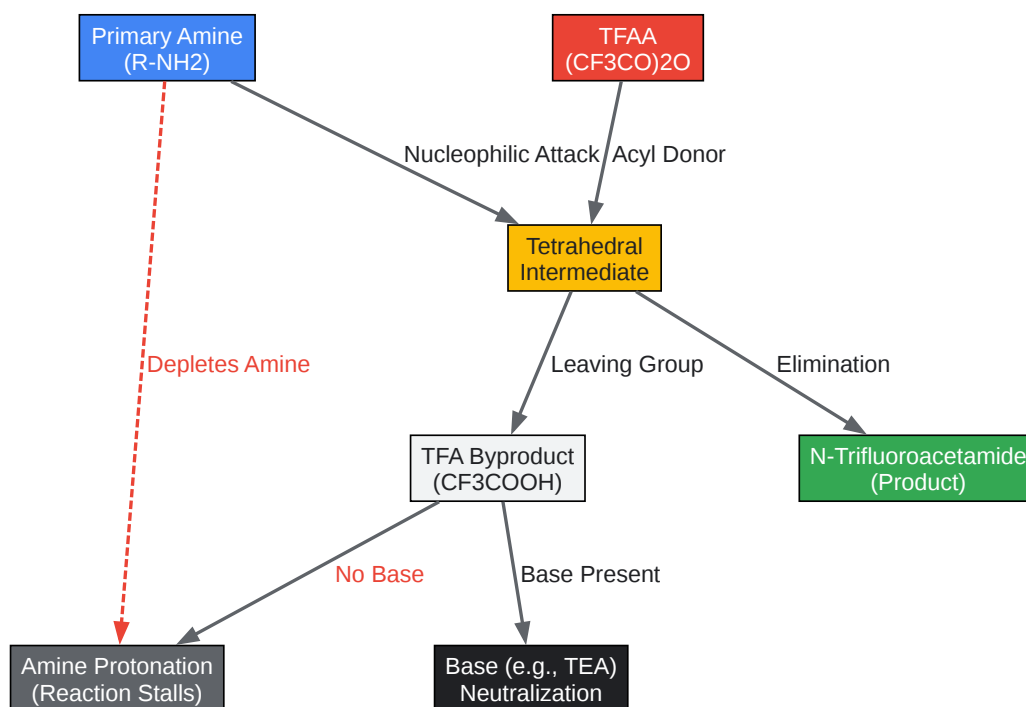 Primary Amine
(R-NH2)
TFAA
(CF3CO)2O
Nucleophilic Attack
Acyl Donor
Tetrahedral
Intermediate
Depletes Amine
Leaving Group
Elimination
TFA Byproduct
(CF3COOH)
N-Trifluoroacetamide
(Product)
No Base
Base Present
Amine Protonation
(Reaction Stalls)
Base (e.g., TEA)
Neutralization